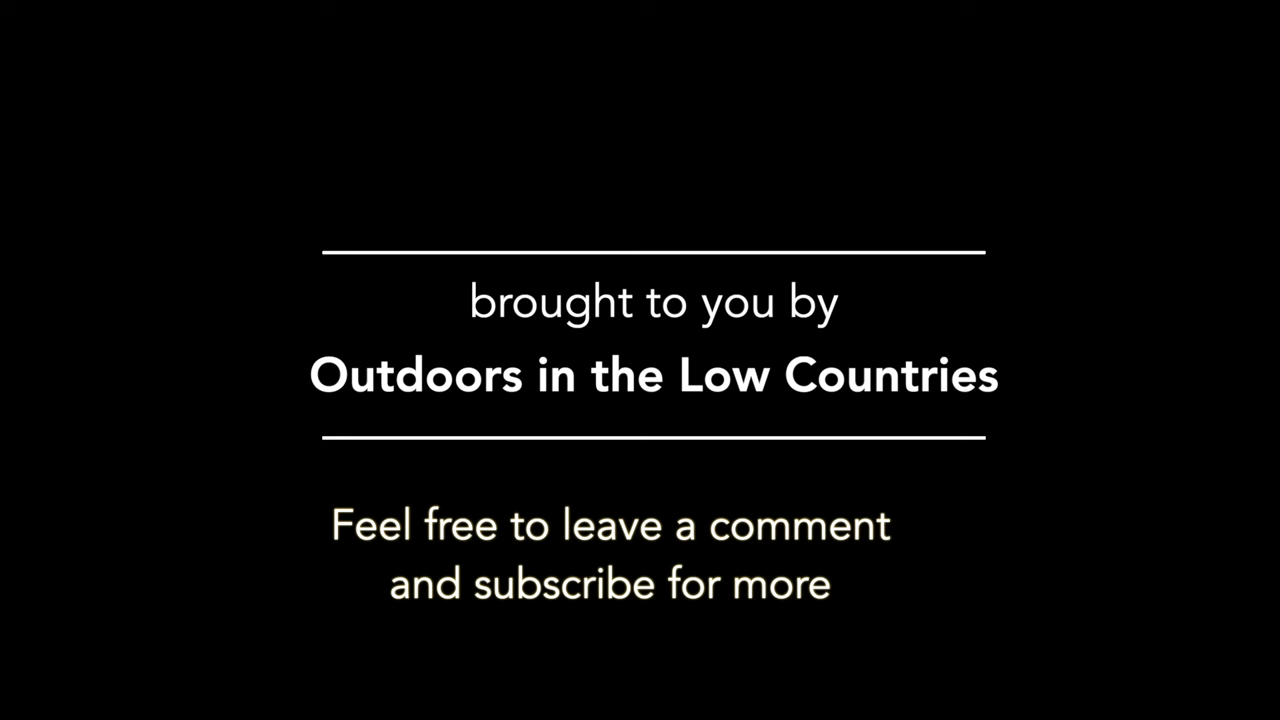 brought to you by
Outdoors in the Low Countries
Feel free to leave a comment
and subscribe for more